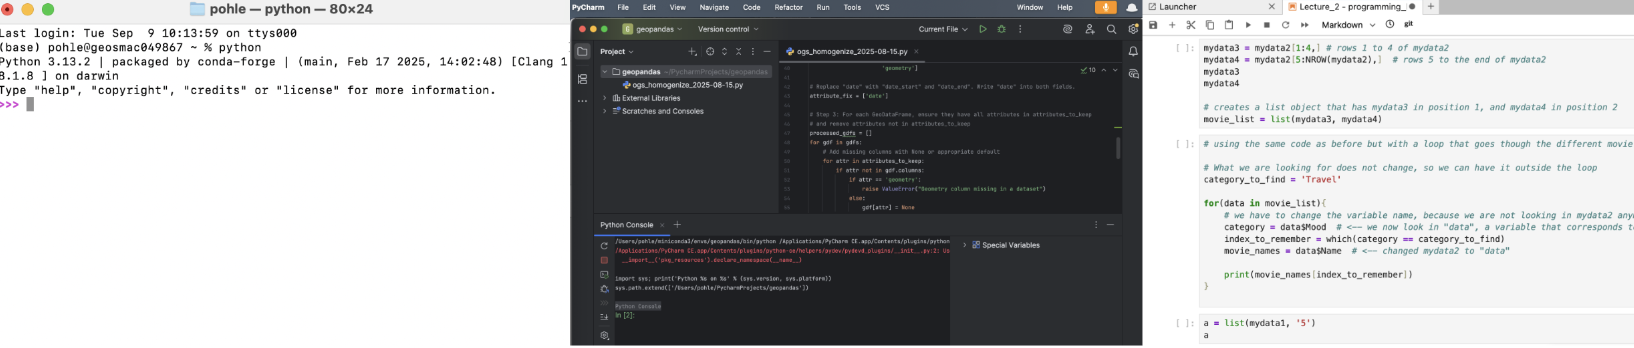 pohle — python — 80×24
Last login: Tue Sep  9 10:13:59 on ttys000
(base) pohle@geosmac049867 ~ % python
Python 3.13.2 | packaged by conda-forge | (main, Feb 17 2025, 14:02:48) [Clang 1
8.1.8 ] on darwin
Type "help", "copyright", "credits" or "license" for more information.
>>>
PyCharm File Edit View Navigate Code Refactor Run Tools VCS Window Help
geopandas Version control Current File
Project
ogs_homogenize_2025-08-15.py
geopandas ~/PycharmProjects/geopandas
ogs_homogenize_2025-08-15.py
External Libraries
Scratches and Consoles
10
'geometry']
# Replace "date" with "date_start" and "date_end". Write "date" into both fields.
attribute_fix = ['date']
# Step 3: For each GeoDataFrame, ensure they have all attributes in attributes_to_keep
# and remove attributes not in attributes_to_keep
processed_gdfs = []
for gdf in gdfs:
# Add missing columns with None or appropriate default
for attr in attributes_to_keep:
if attr not in gdf.columns:
if attr == 'geometry':
raise ValueError("Geometry column missing in a dataset")
else:
gdf[attr] = None
Python Console
/Users/pohle/miniconda3/envs/geopandas/bin/python /Applications/PyCharm CE.app/Contents/plugins/python
/Applications/PyCharm CE.app/Contents/plugins/python-ce/helpers/pydev/pydevd_plugins/__init__.py:2: Us
__import__('pkg_resources').declare_namespace(__name__)
import sys; print('Python %s on %s' % (sys.version, sys.platform))
sys.path.extend(['/Users/pohle/PycharmProjects/geopandas'])
Python Console
In [2]:
Special Variables
Launcher
Lecture_2 - programming_
Markdown
git
[ ]: mydata3 = mydata2[1:4,] # rows 1 to 4 of mydata2
mydata4 = mydata2[5:NROW(mydata2),]  # rows 5 to the end of mydata2
mydata3
mydata4
# creates a list object that has mydata3 in position 1, and mydata4 in position 2
movie_list = list(mydata3, mydata4)
[ ]: # using the same code as before but with a loop that goes though the different movie
# What we are looking for does not change, so we can have it outside the loop
category_to_find = 'Travel'
for(data in movie_list){
# we have to change the variable name, because we are not looking in mydata2 any
category = data$Mood  # <-- we now look in "data", a variable that corresponds t
index_to_remember = which(category == category_to_find)
movie_names = data$Name  # <-- changed mydata2 to "data"
print(movie_names[index_to_remember])
}
[ ]: a = list(mydata1, '5')
a